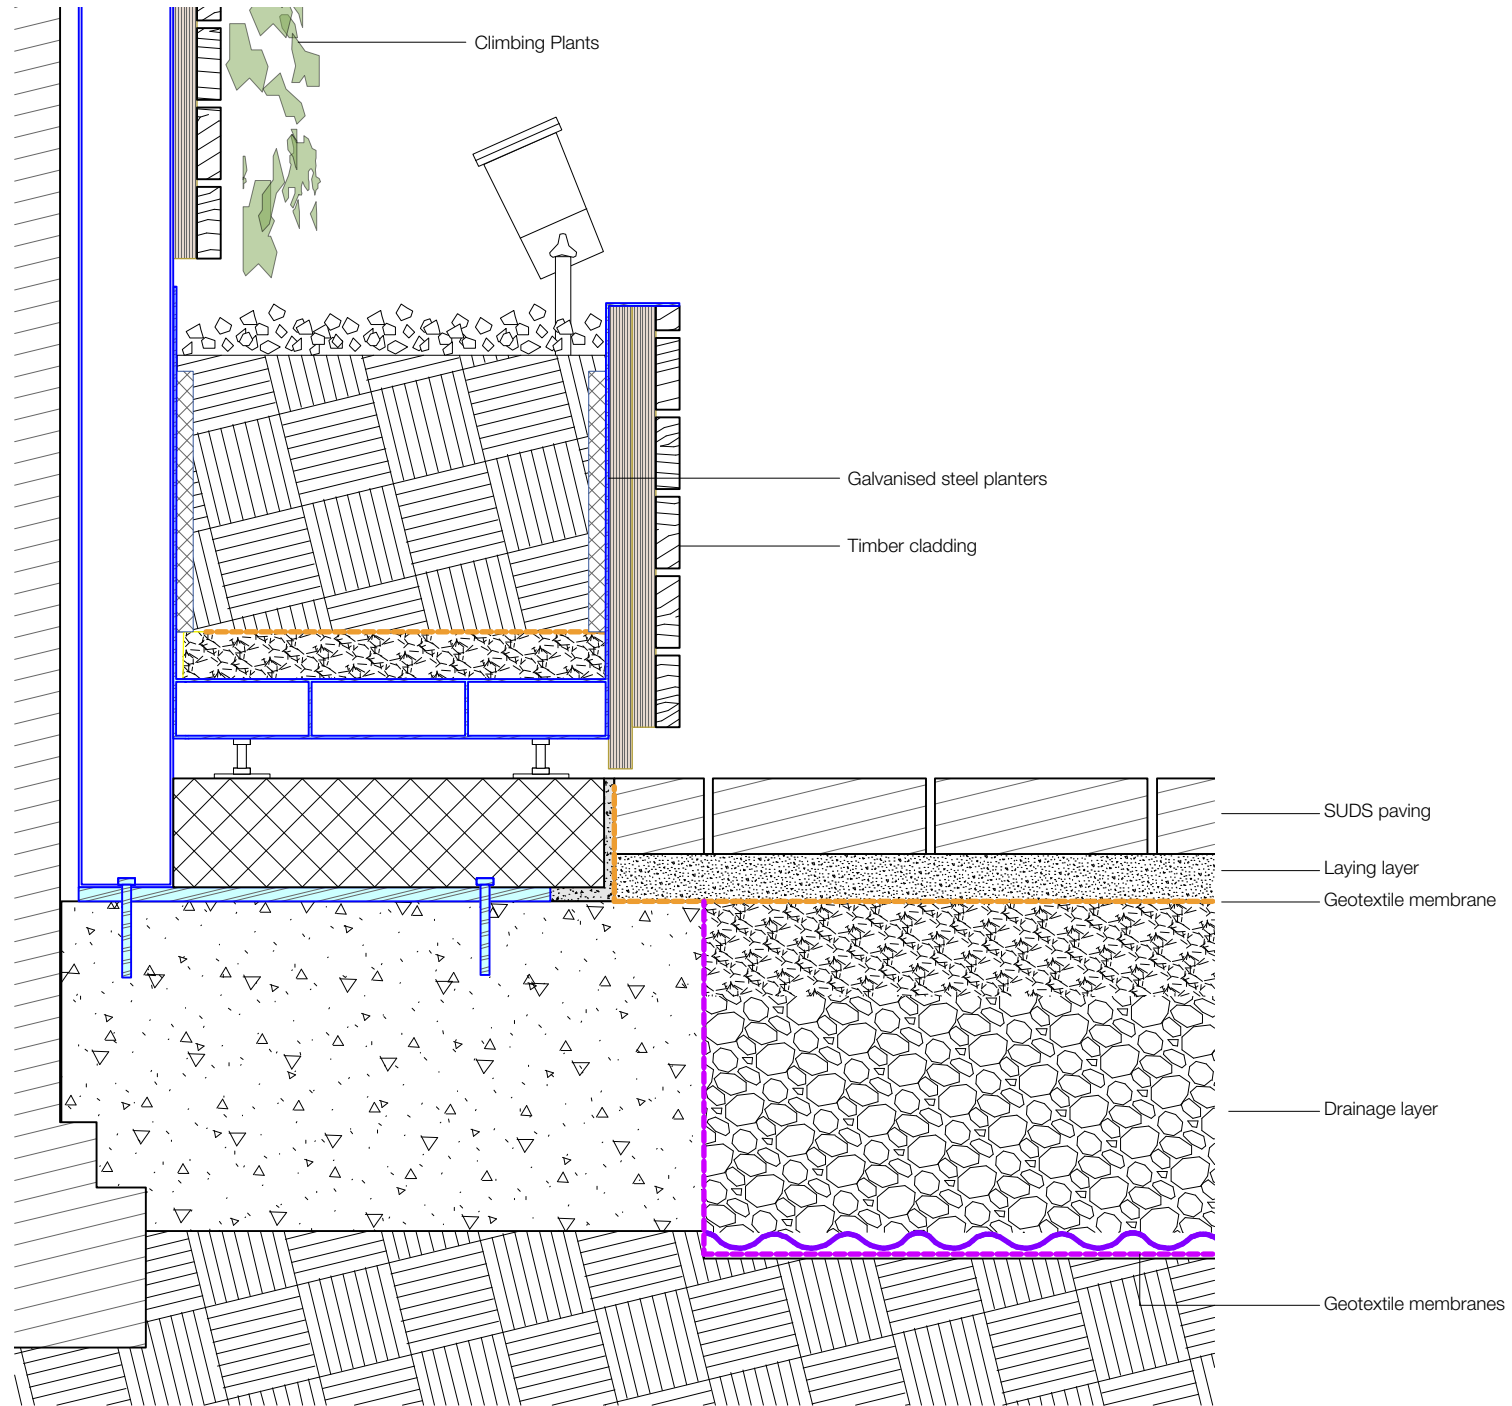 Climbing Plants
Galvanised steel planters
Timber cladding
SUDS paving
Laying layer
Geotextile membrane
Drainage layer
Geotextile membranes